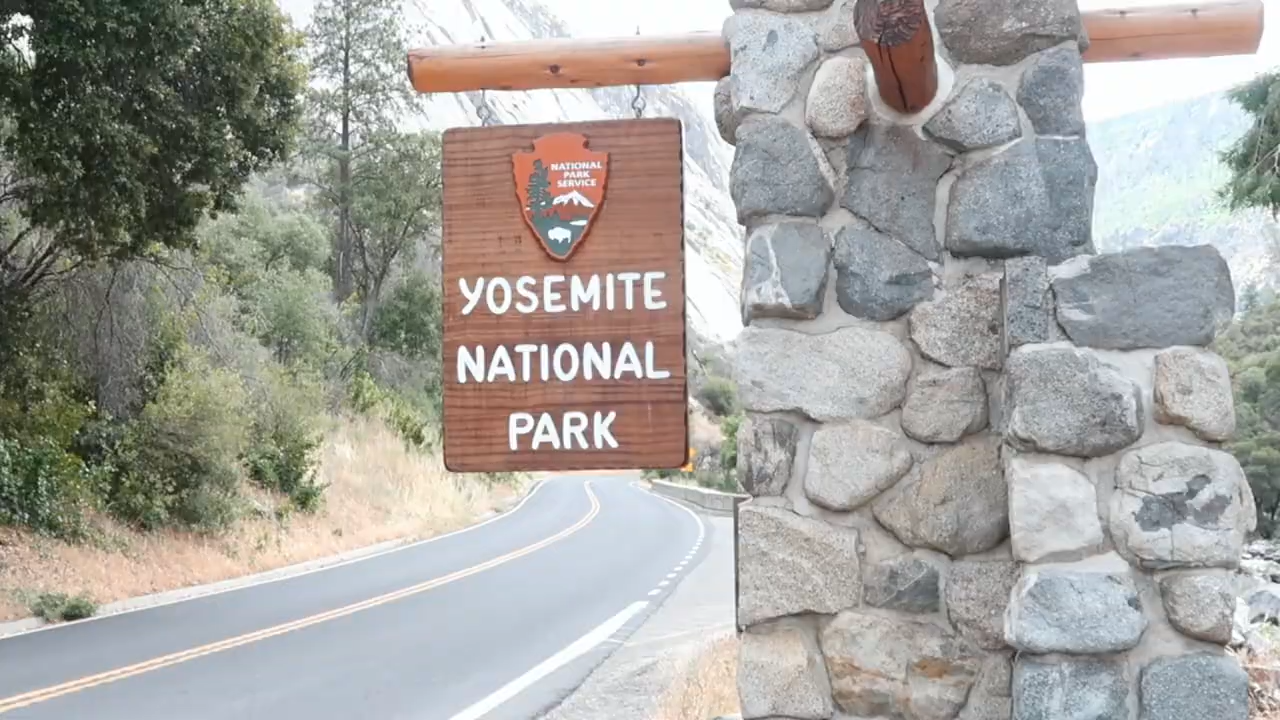 NATIONAL
PARK
SERVICE
YOSEMITE
NATIONAL
PARK